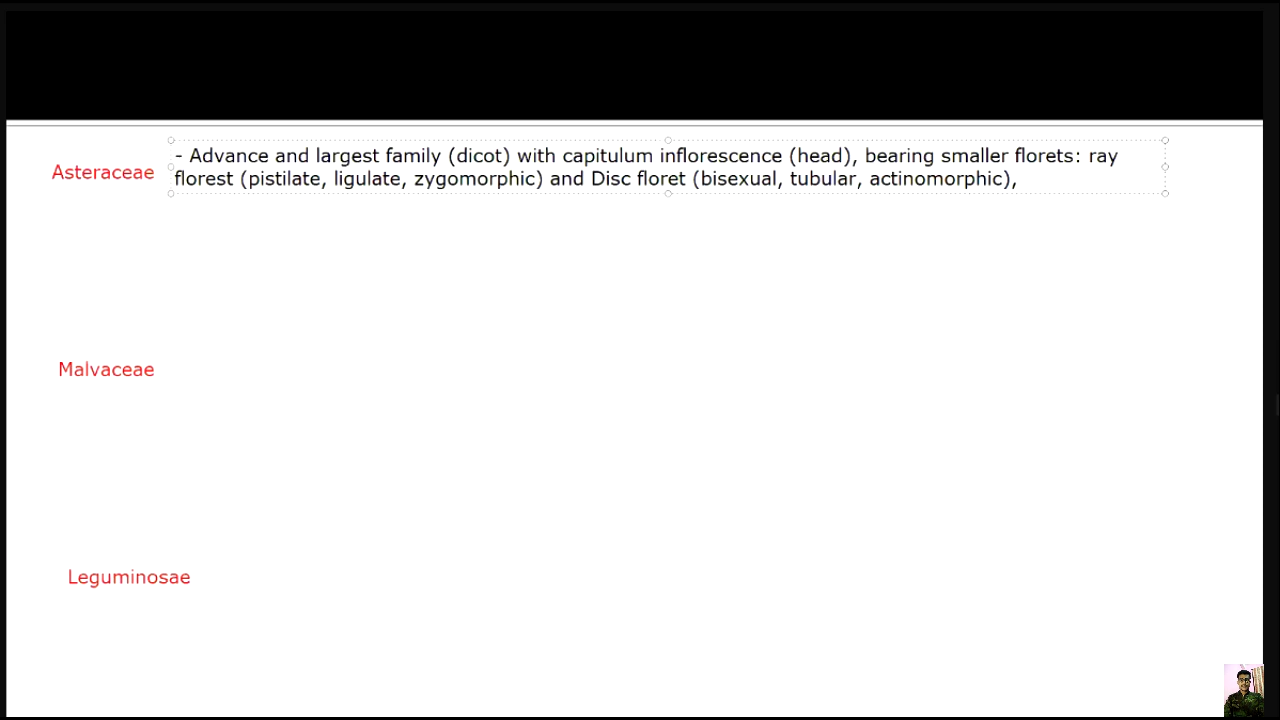 - Advance and largest family (dicot) with capitulum inflorescence (head), bearing smaller florets: ray
Asteraceae
florest (pistilate, ligulate, zygomorphic) and Disc floret (bisexual, tubular, actinomorphic),
Malvaceae
Leguminosae